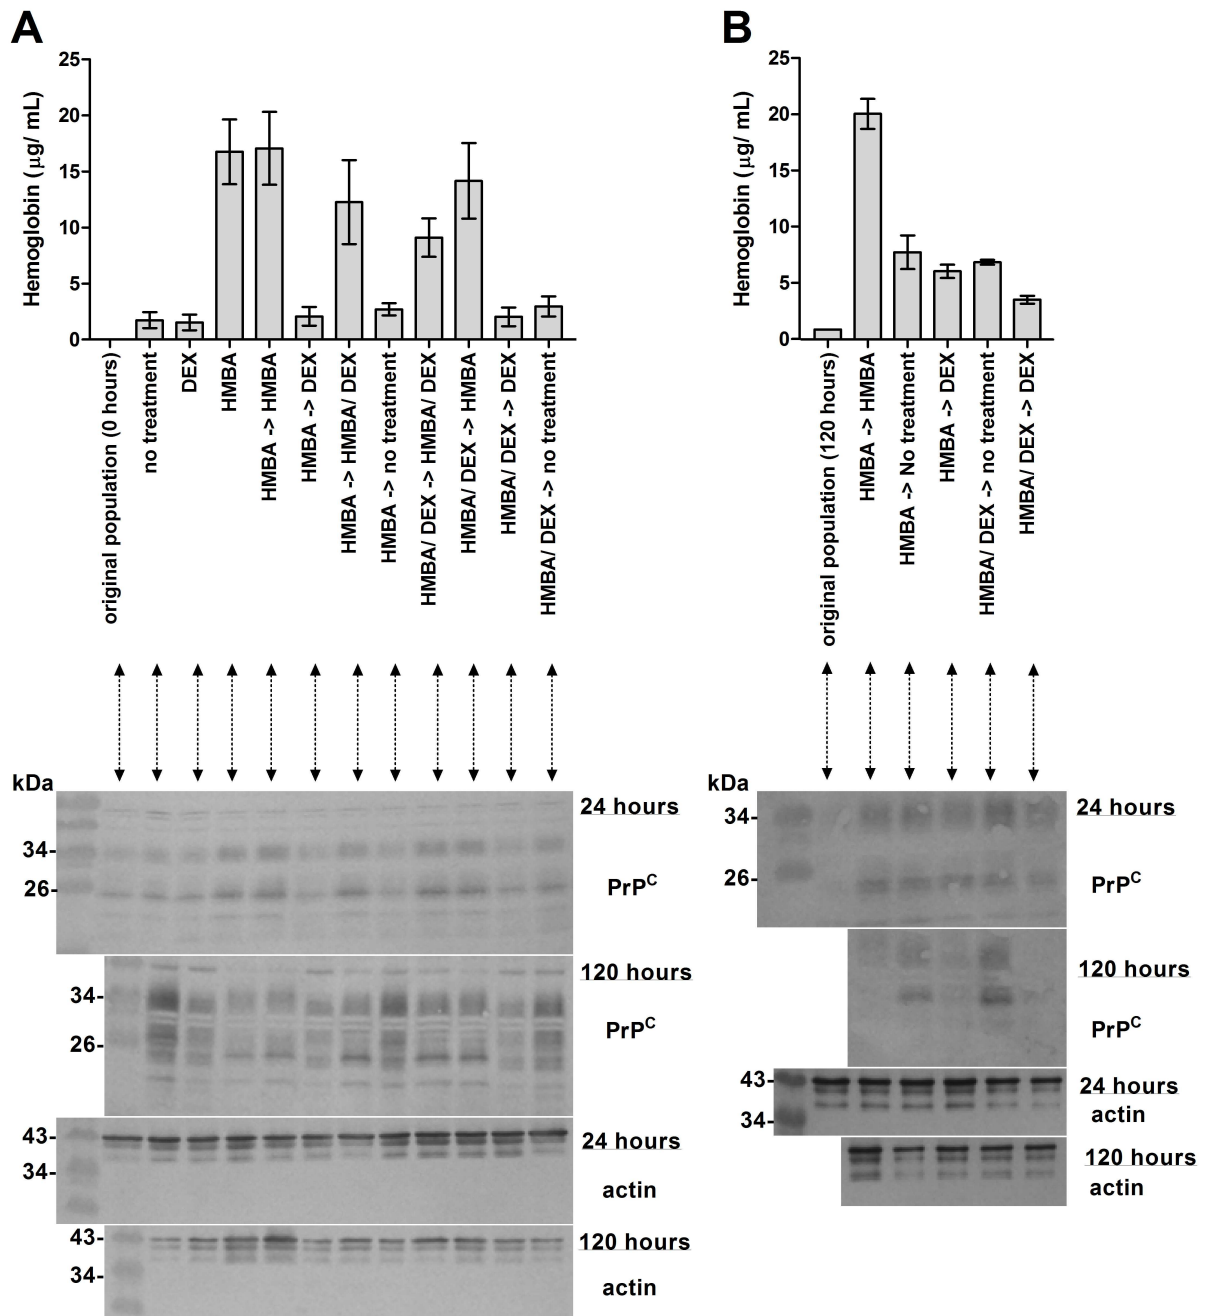 A
Hemoglobin (μg/ mL)
25
20
15
10
5
0
original population (0 hours)
no treatment
DEX
HMBA
HMBA -> HMBA
HMBA -> DEX
HMBA -> HMBA/ DEX
HMBA -> no treatment
HMBA/ DEX -> HMBA/ DEX
HMBA/ DEX -> HMBA
HMBA/ DEX -> DEX
HMBA/ DEX -> no treatment
kDa
24 hours
34-
26-
PrPC
120 hours
34-
26-
PrPC
43-
24 hours
34-
actin
43-
120 hours
34-
actin
B
Hemoglobin (μg/ mL)
25
20
15
10
5
0
original population (120 hours)
HMBA -> HMBA
HMBA -> No treatment
HMBA -> DEX
HMBA/ DEX -> no treatment
HMBA/ DEX -> DEX
kDa
24 hours
34-
26-
PrPC
120 hours
PrPC
43-
24 hours
34-
actin
120 hours
actin